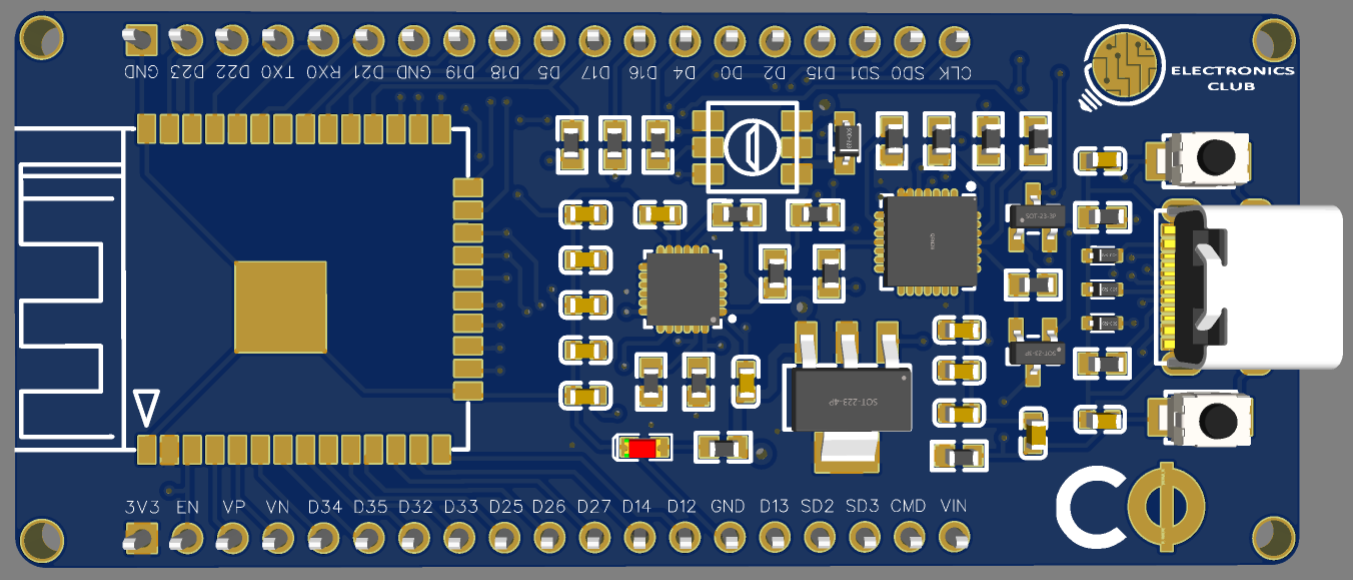 GND D23 D22 TX0 RX0 D21 GND D19 D18 D5 D17 D16 D4 D0 D2 D15 SD1 SD0 CLK
ELECTRONICS
CLUB
SOT-23-3P
SOT-23-3P
SOT-223-4P
3V3 EN VP VN D34 D35 D32 D33 D25 D26 D27 D14 D12 GND D13 SD2 SD3 CMD VIN